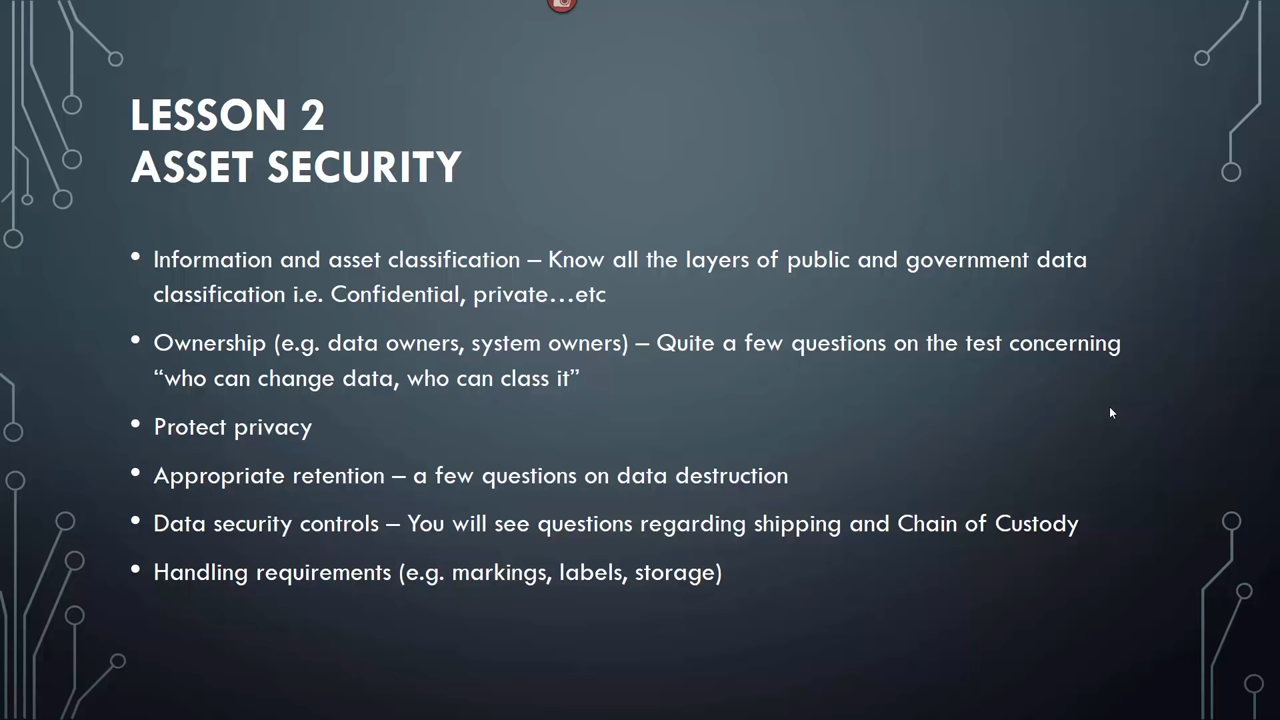 LESSON 2
ASSET SECURITY
• Information and asset classification – Know all the layers of public and government data
classification i.e. Confidential, private…etc
• Ownership (e.g. data owners, system owners) – Quite a few questions on the test concerning
“who can change data, who can class it”
• Protect privacy
• Appropriate retention – a few questions on data destruction
• Data security controls – You will see questions regarding shipping and Chain of Custody
• Handling requirements (e.g. markings, labels, storage)